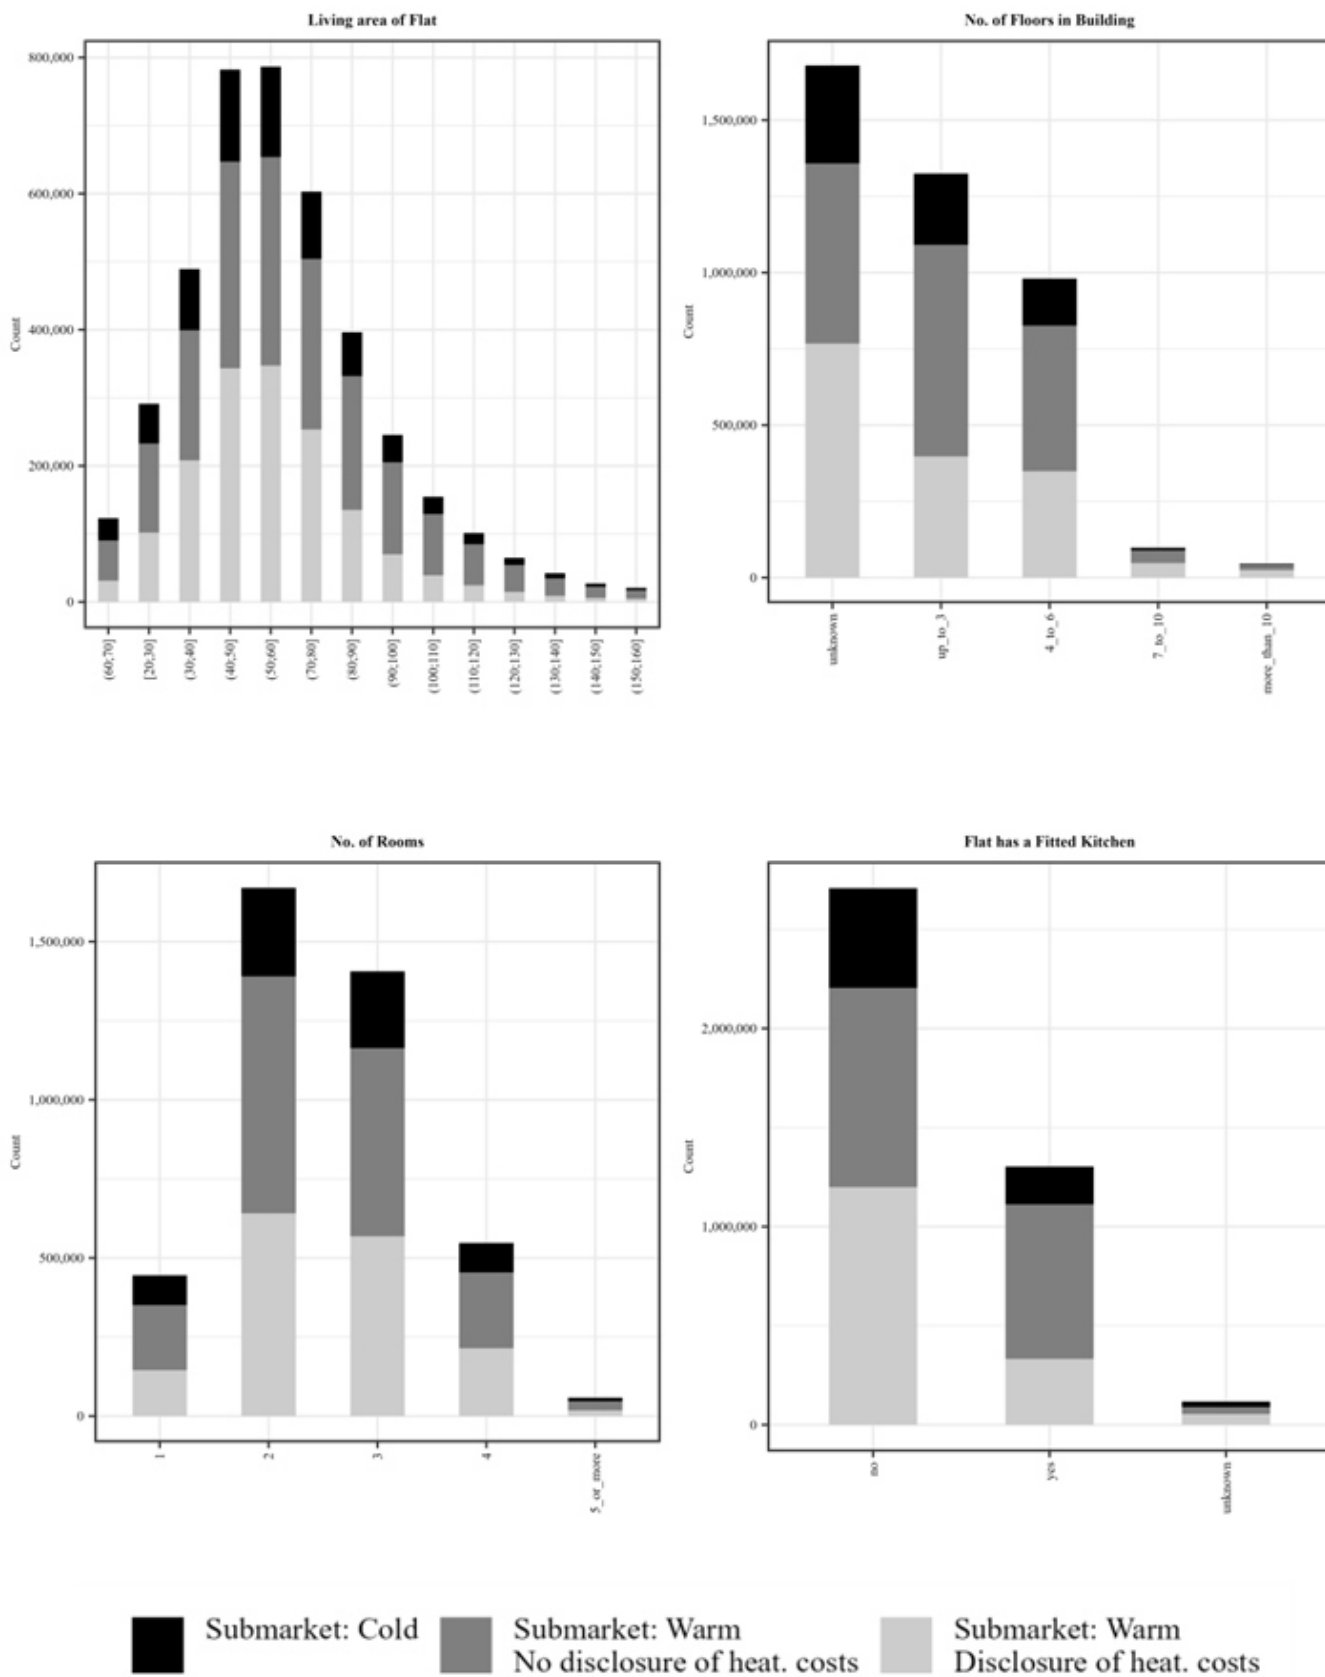 Living area of Flat
800,000
600,000
400,000
200,000
0
Count
(60;70]
[20;30]
(30;40]
(40;50]
(50;60]
(70;80]
(80;90]
(90;100]
(100;110]
(110;120]
(120;130]
(130;140]
(140;150]
(150;160]
No. of Floors in Building
1,500,000
1,000,000
500,000
0
Count
unknown
up_to_3
4_to_6
7_to_10
more_than_10
No. of Rooms
1,500,000
1,000,000
500,000
0
Count
1
2
3
4
5_or_more
Flat has a Fitted Kitchen
2,000,000
1,000,000
0
Count
no
yes
unknown
Submarket: Cold
Submarket: Warm
No disclosure of heat. costs
Submarket: Warm
Disclosure of heat. costs